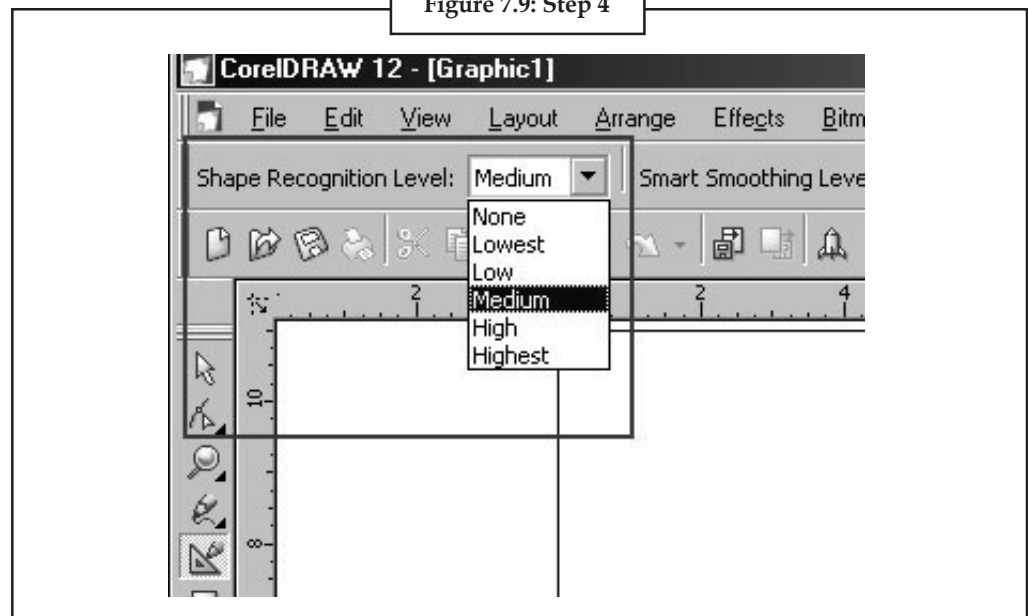 Figure 7.9: Step 4
CorelDRAW 12 - [Graphic1]
File Edit View Layout Arrange Effects Bitm
Shape Recognition Level: Medium Smart Smoothing Leve
None
Lowest
Low
Medium
High
Highest
2 2 4
10
8